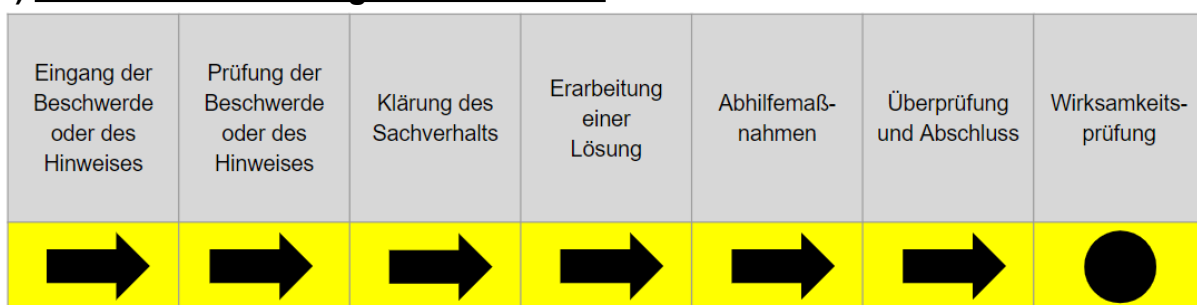 Eingang der
Beschwerde
oder des
Hinweises
Prüfung der
Beschwerde
oder des
Hinweises
Klärung des
Sachverhalts
Erarbeitung
einer
Lösung
Abhilfemaß-
nahmen
Überprüfung
und Abschluss
Wirksamkeits-
prüfung